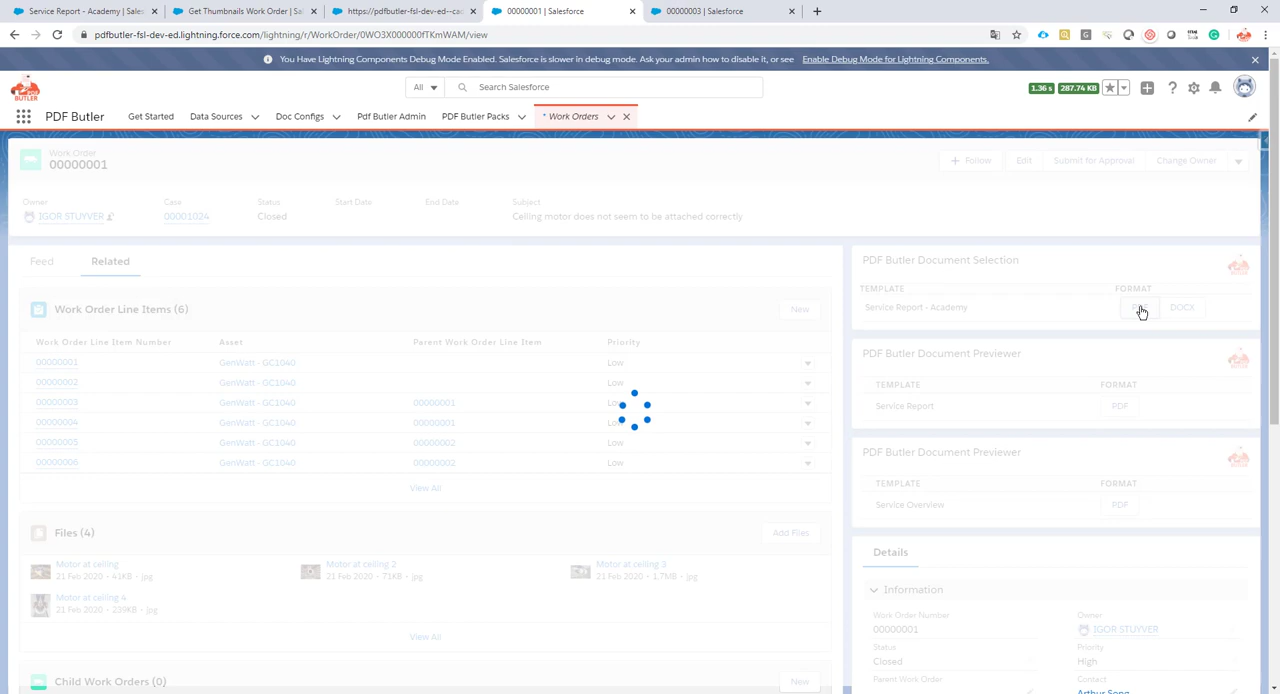 Service Report - Academy | Sales
Get Thumbnails Work Order | Sal
https://pdfbutler-fsl-dev-ed--ca
00000001 | Salesforce
00000003 | Salesforce
pdfbutler-fsl-dev-ed.lightning.force.com/lightning/r/WorkOrder/0WO3X000000fTKmWAM/view
You Have Lightning Components Debug Mode Enabled. Salesforce is slower in debug mode. Ask your admin how to disable it, or see Enable Debug Mode for Lightning Components.
BUTLER
All
Search Salesforce
1.36 s
287.74 KB
PDF Butler
Get Started
Data Sources
Doc Configs
Pdf Butler Admin
PDF Butler Packs
* Work Orders
Work Order
00000001
Follow
Edit
Submit for Approval
Change Owner
Owner
Case
Status
Start Date
End Date
Subject
IGOR STUYVER
00001024
Closed
Ceiling motor does not seem to be attached correctly
Feed
Related
Work Order Line Items (6)
New
Work Order Line Item Number
Asset
Parent Work Order Line Item
Priority
00000001
GenWatt - GC1040
Low
00000002
GenWatt - GC1040
Low
00000003
GenWatt - GC1040
00000001
00000004
GenWatt - GC1040
00000001
00000005
GenWatt - GC1040
00000002
Low
00000006
GenWatt - GC1040
00000002
Low
View All
Files (4)
Add Files
Motor at ceiling
21 Feb 2020 • 41KB • jpg
Motor at ceiling 2
21 Feb 2020 • 71KB • jpg
Motor at ceiling 3
21 Feb 2020 • 1,7MB • jpg
Motor at ceiling 4
21 Feb 2020 • 239KB • jpg
View All
Child Work Orders (0)
New
PDF Butler Document Selection
TEMPLATE
FORMAT
Service Report - Academy
DOCX
PDF Butler Document Previewer
TEMPLATE
FORMAT
Service Report
PDF
PDF Butler Document Previewer
TEMPLATE
FORMAT
Service Overview
PDF
Details
Information
Work Order Number
00000001
Owner
IGOR STUYVER
Status
Closed
Priority
High
Parent Work Order
Contact
Arthur Song